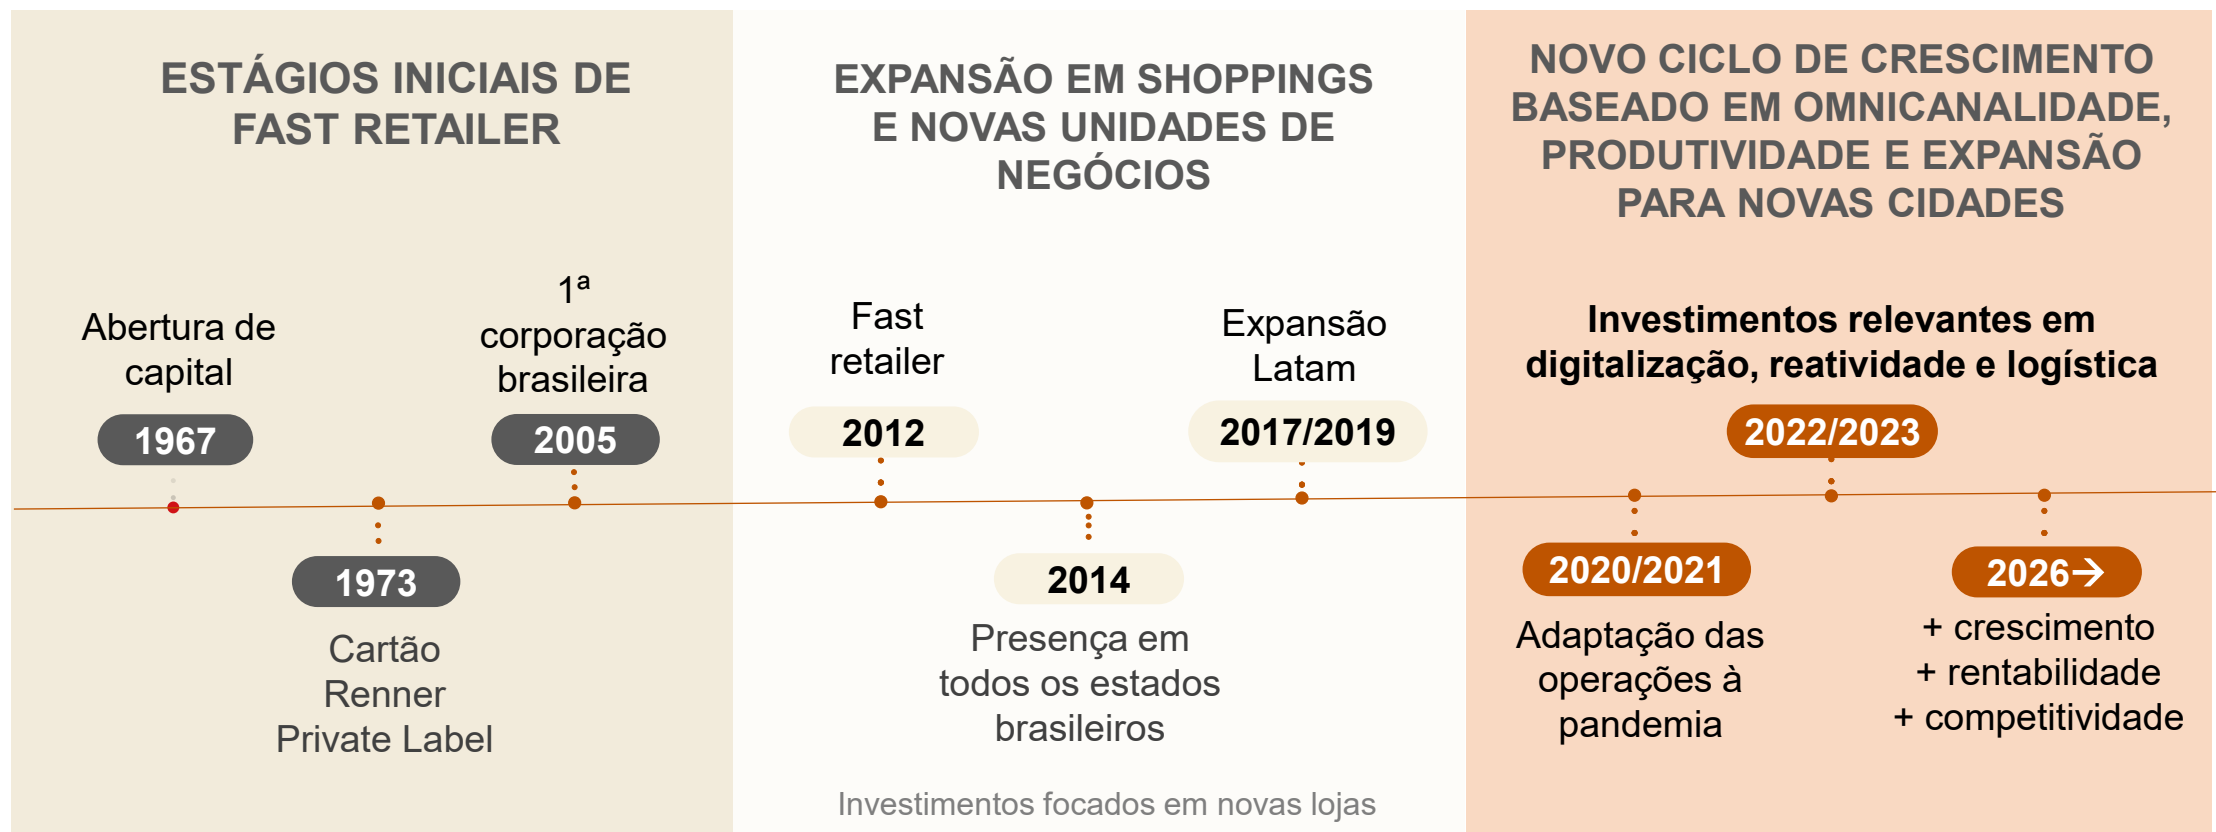 ESTÁGIOS INICIAIS DE
FAST RETAILER
Abertura de
capital
1967
1973
Cartão
Renner
Private Label
1ª
corporação
brasileira
2005
EXPANSÃO EM SHOPPINGS
E NOVAS UNIDADES DE
NEGÓCIOS
Fast
retailer
2012
2014
Presença em
todos os estados
brasileiros
Expansão
Latam
2017/2019
Investimentos focados em novas lojas
NOVO CICLO DE CRESCIMENTO
BASEADO EM OMNICANALIDADE,
PRODUTIVIDADE E EXPANSÃO
PARA NOVAS CIDADES
Investimentos relevantes em
digitalização, reatividade e logística
2022/2023
2020/2021
Adaptação das
operações à
pandemia
2026→
+ crescimento
+ rentabilidade
+ competitividade